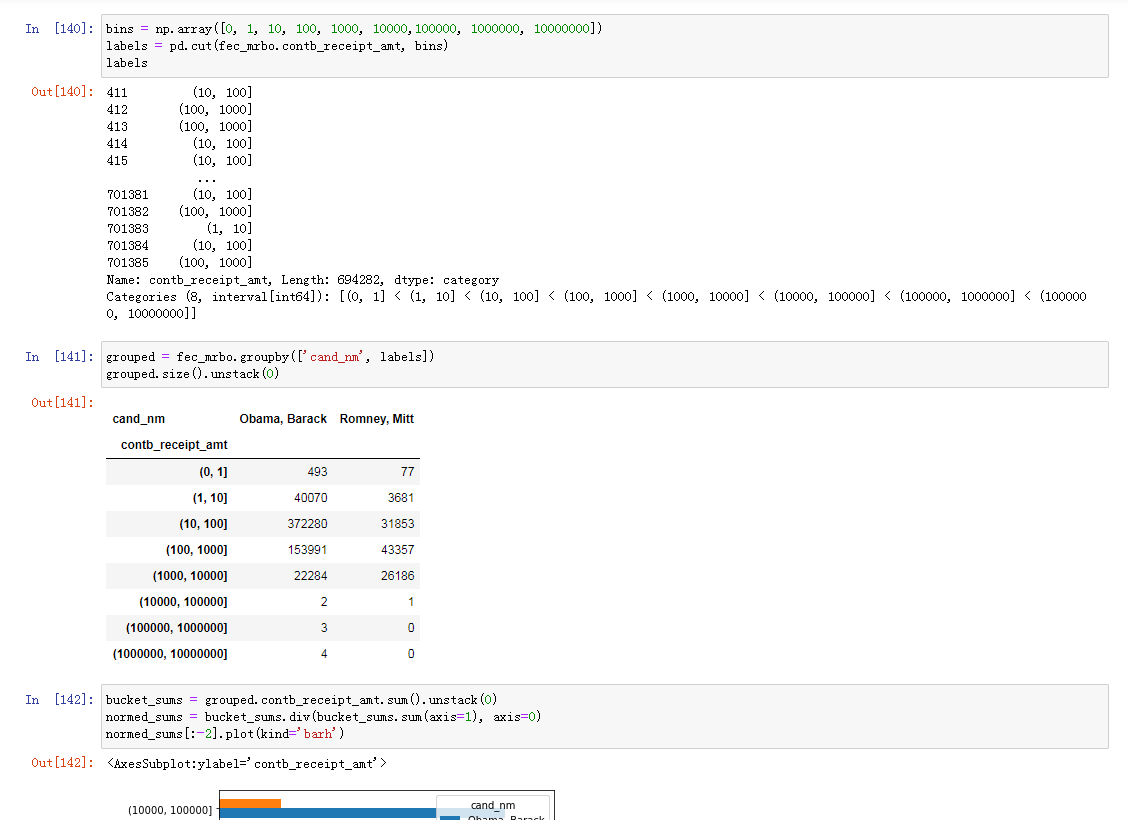 In [140]: bins = np.array([0, 1, 10, 100, 1000, 10000,100000, 1000000, 10000000])
labels = pd.cut(fec_mrbo.contb_receipt_amt, bins)
labels
Out[140]: 411 (10, 100]
412 (100, 1000]
413 (100, 1000]
414 (10, 100]
415 (10, 100]
...
701381 (10, 100]
701382 (100, 1000]
701383 (1, 10]
701384 (10, 100]
701385 (100, 1000]
Name: contb_receipt_amt, Length: 694282, dtype: category
Categories (8, interval[int64]): [(0, 1] < (1, 10] < (10, 100] < (100, 1000] < (1000, 10000] < (10000, 100000] < (100000, 1000000] < (100000
0, 10000000]]
In [141]: grouped = fec_mrbo.groupby(['cand_nm', labels])
grouped.size().unstack(0)
Out[141]:
cand_nm Obama, Barack Romney, Mitt
contb_receipt_amt
(0, 1] 493 77
(1, 10] 40070 3681
(10, 100] 372280 31853
(100, 1000] 153991 43357
(1000, 10000] 22284 26186
(10000, 100000] 2 1
(100000, 1000000] 3 0
(1000000, 10000000] 4 0
In [142]: bucket_sums = grouped.contb_receipt_amt.sum().unstack(0)
normed_sums = bucket_sums.div(bucket_sums.sum(axis=1), axis=0)
normed_sums[:-2].plot(kind='barh')
Out[142]: <AxesSubplot:ylabel='contb_receipt_amt'>
cand_nm
(10000, 100000]
Obama, Barack